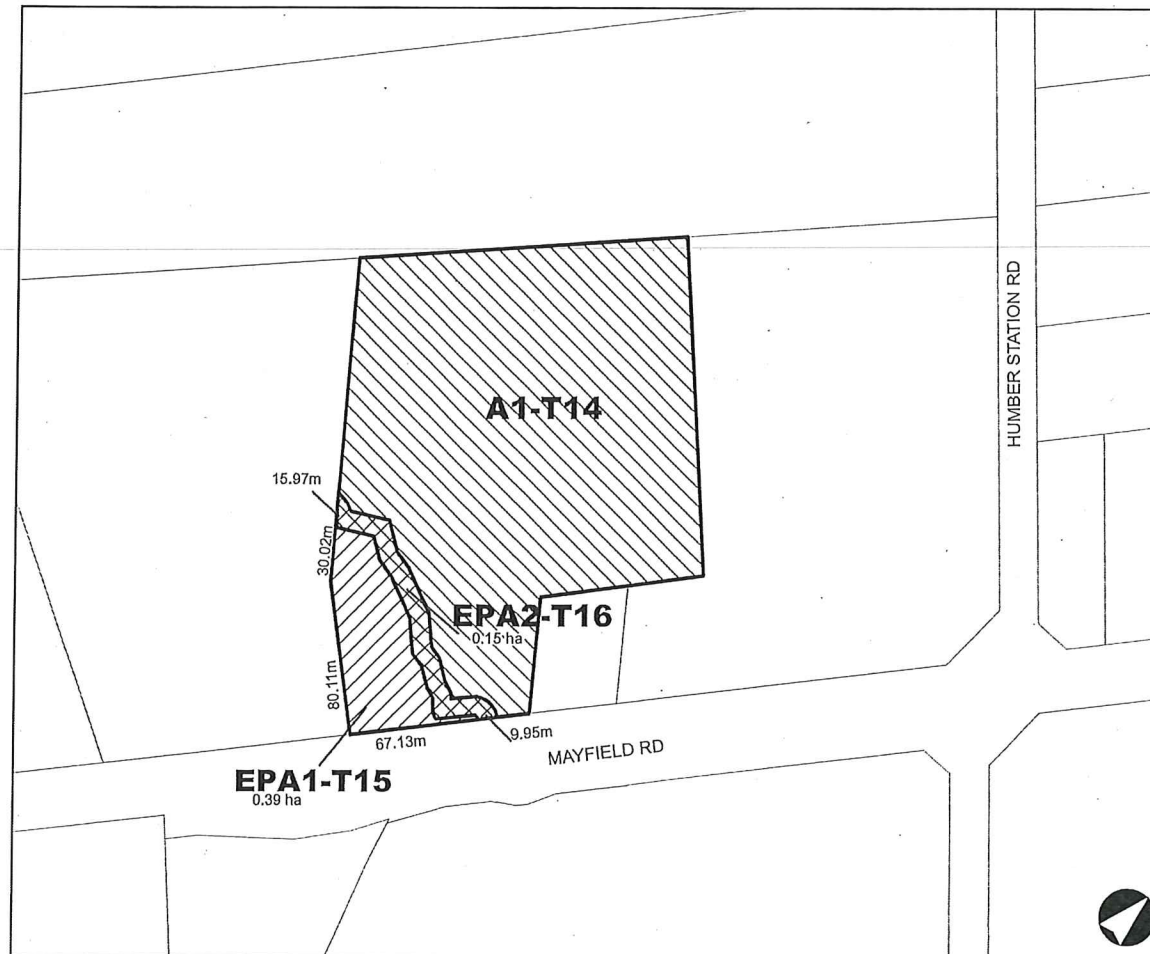 HUMBER STATION RD
A1-T14
15.97m
30.02m
EPA2-T16
0.15 ha
80.11m
67.13m
9.95m
MAYFIELD RD
EPA1-T15
0.39 ha